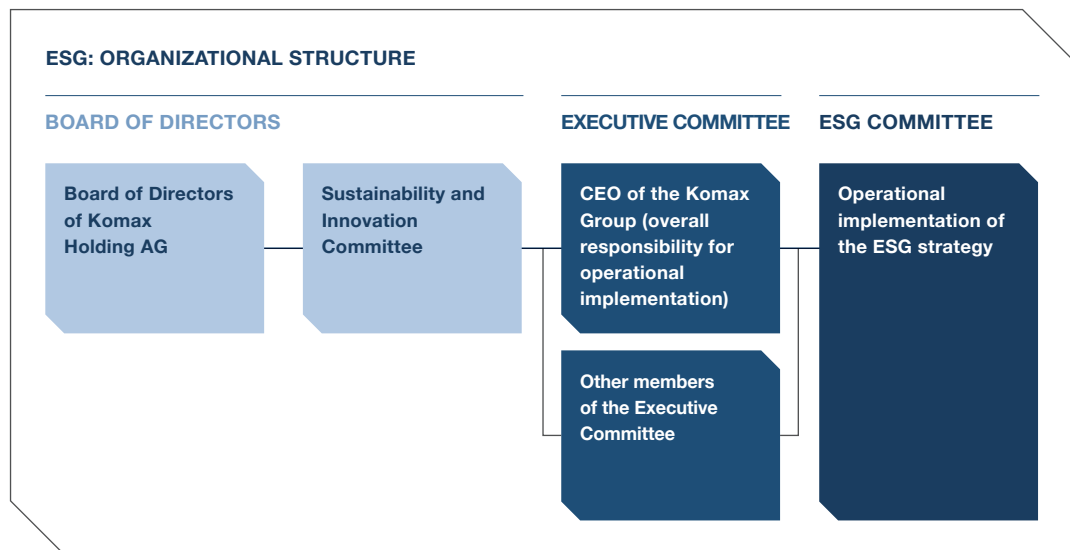 ESG: ORGANIZATIONAL STRUCTURE
BOARD OF DIRECTORS
EXECUTIVE COMMITTEE
ESG COMMITTEE
Board of Directors
of Komax
Holding AG
Sustainability and
Innovation
Committee
CEO of the Komax
Group (overall
responsibility for
operational
implementation)
Other members
of the Executive
Committee
Operational
implementation of
the ESG strategy